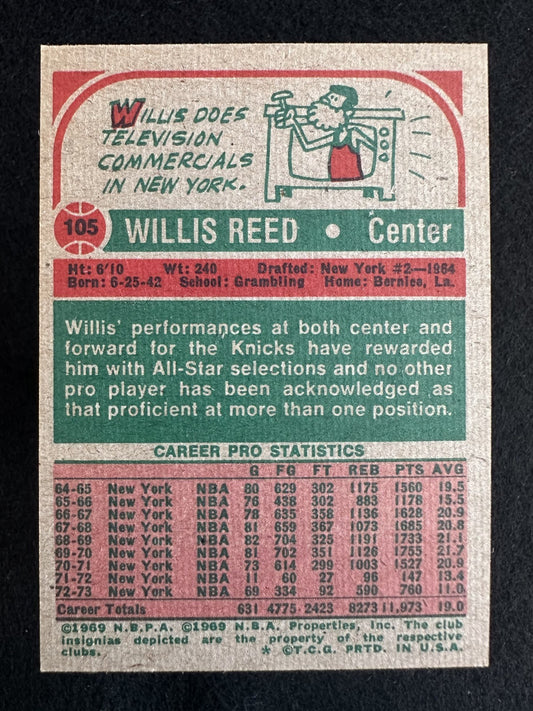 WILLIS DOES
TELEVISION
COMMERCIALS
IN NEW YORK.
105 WILLIS REED • Center
Ht: 6'10 Wt: 240 Drafted: New York #2—1964
Born: 6-25-42 School: Grambling Home: Bernice, La.
Willis' performances at both center and
forward for the Knicks have rewarded
him with All-Star selections and no other
pro player has been acknowledged as
that proficient at more than one position.
CAREER PRO STATISTICS
G FG FT REB PTS AVG
64-65 New York NBA 80 629 302 1175 1560 19.5
65-66 New York NBA 76 438 302 883 1178 15.5
66-67 New York NBA 78 635 358 1136 1628 20.9
67-68 New York NBA 81 659 367 1073 1685 20.8
68-69 New York NBA 82 704 325 1191 1733 21.1
69-70 New York NBA 81 702 351 1126 1755 21.7
70-71 New York NBA 73 614 299 1003 1527 20.9
71-72 New York NBA 11 60 27 96 147 13.4
72-73 New York NBA 69 334 92 590 760 11.0
Career Totals 631 4775 2423 8273 11,973 19.0
©1969 N.B.P.A. ©1969 N.B.A. Properties, Inc. The club
insignias depicted are the property of the respective
clubs. * ©T.C.G. PRTD. IN U.S.A.